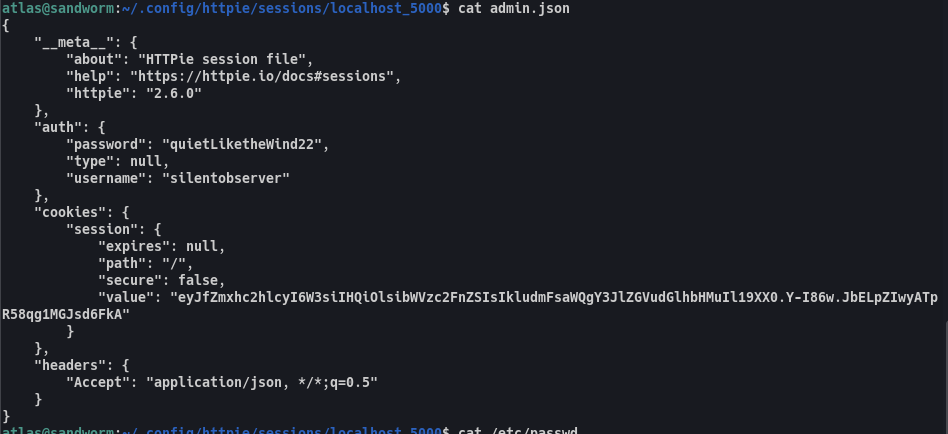 atlas@sandworm:~/.config/httpie/sessions/localhost_5000$ cat admin.json
{
    "__meta__": {
        "about": "HTTPie session file",
        "help": "https://httpie.io/docs#sessions",
        "httpie": "2.6.0"
    },
    "auth": {
        "password": "quietLiketheWind22",
        "type": null,
        "username": "silentobserver"
    },
    "cookies": {
        "session": {
            "expires": null,
            "path": "/",
            "secure": false,
            "value": "eyJfZmxhc2hlcyI6W3siIHQiOlsibWVzc2FnZSIsIkludmFsaWQgY3JlZGVudGlhbHMuIl19XX0.Y-I86w.JbELpZIwyATp
R58qg1MGJsd6FkA"
        }
    },
    "headers": {
        "Accept": "application/json, */*;q=0.5"
    }
}
atlas@sandworm:~/.config/httpie/sessions/localhost_5000$ cat /etc/passwd